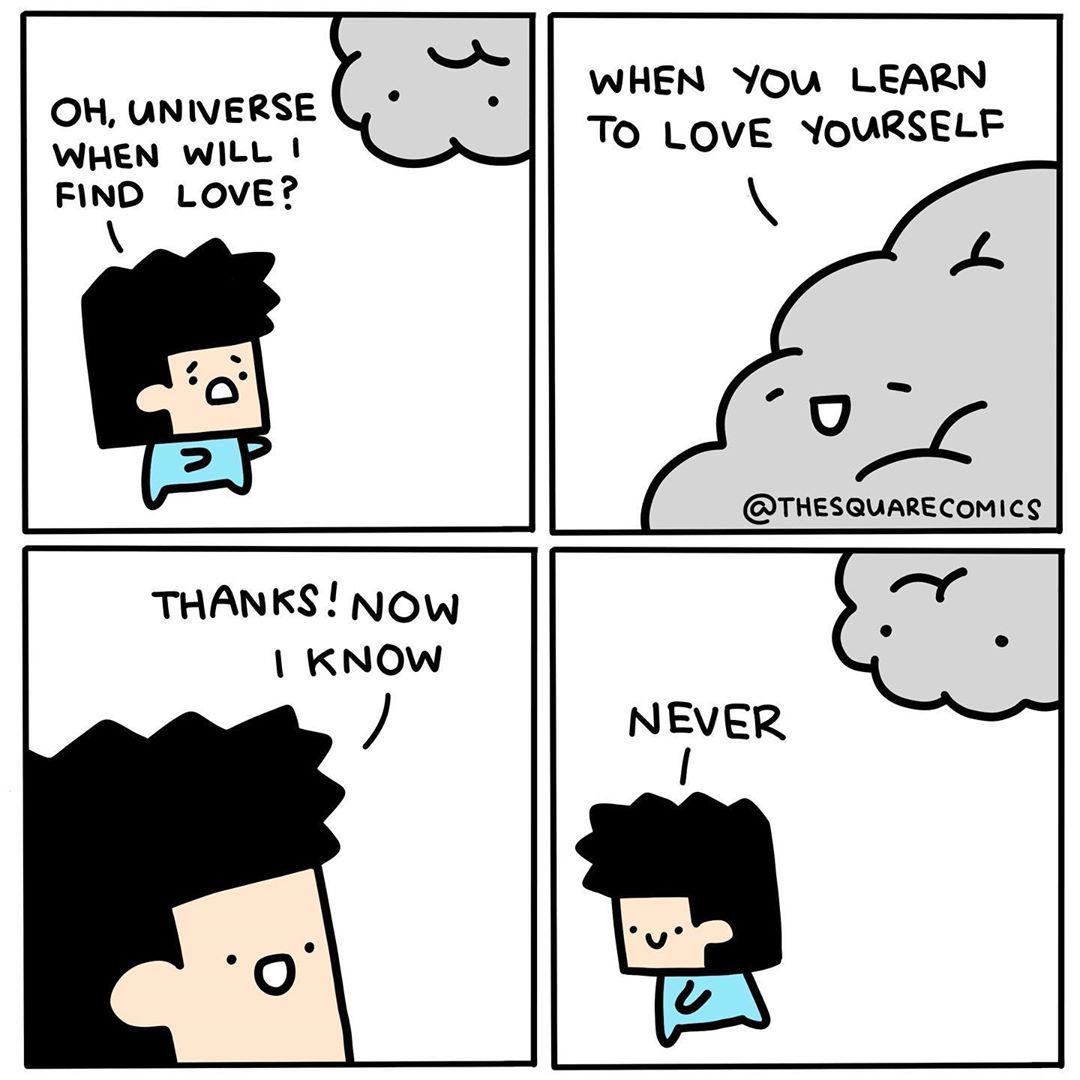 OH, UNIVERSE
WHEN WILL I
FIND LOVE?
WHEN YOU LEARN
TO LOVE YOURSELF
@THESQUARECOMICS
THANKS! NOW
I KNOW
NEVER